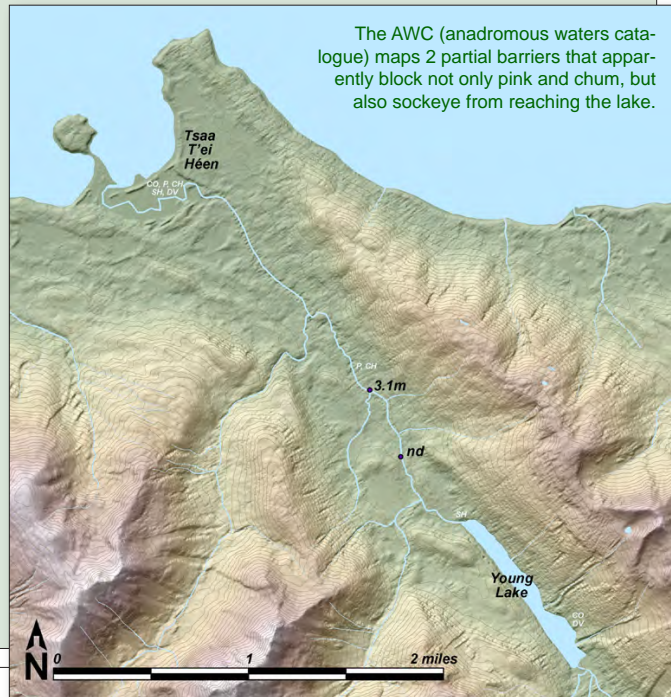 The AWC (anadromous waters cata-
logue) maps 2 partial barriers that appar-
ently block not only pink and chum, but
also sockeye from reaching the lake.
Tsaa
T'ei
Héen
CO, P, CH,
SH, DV
P, CH
3.1m
nd
SH
Young
Lake
CO
DV
N
0 1 2 miles